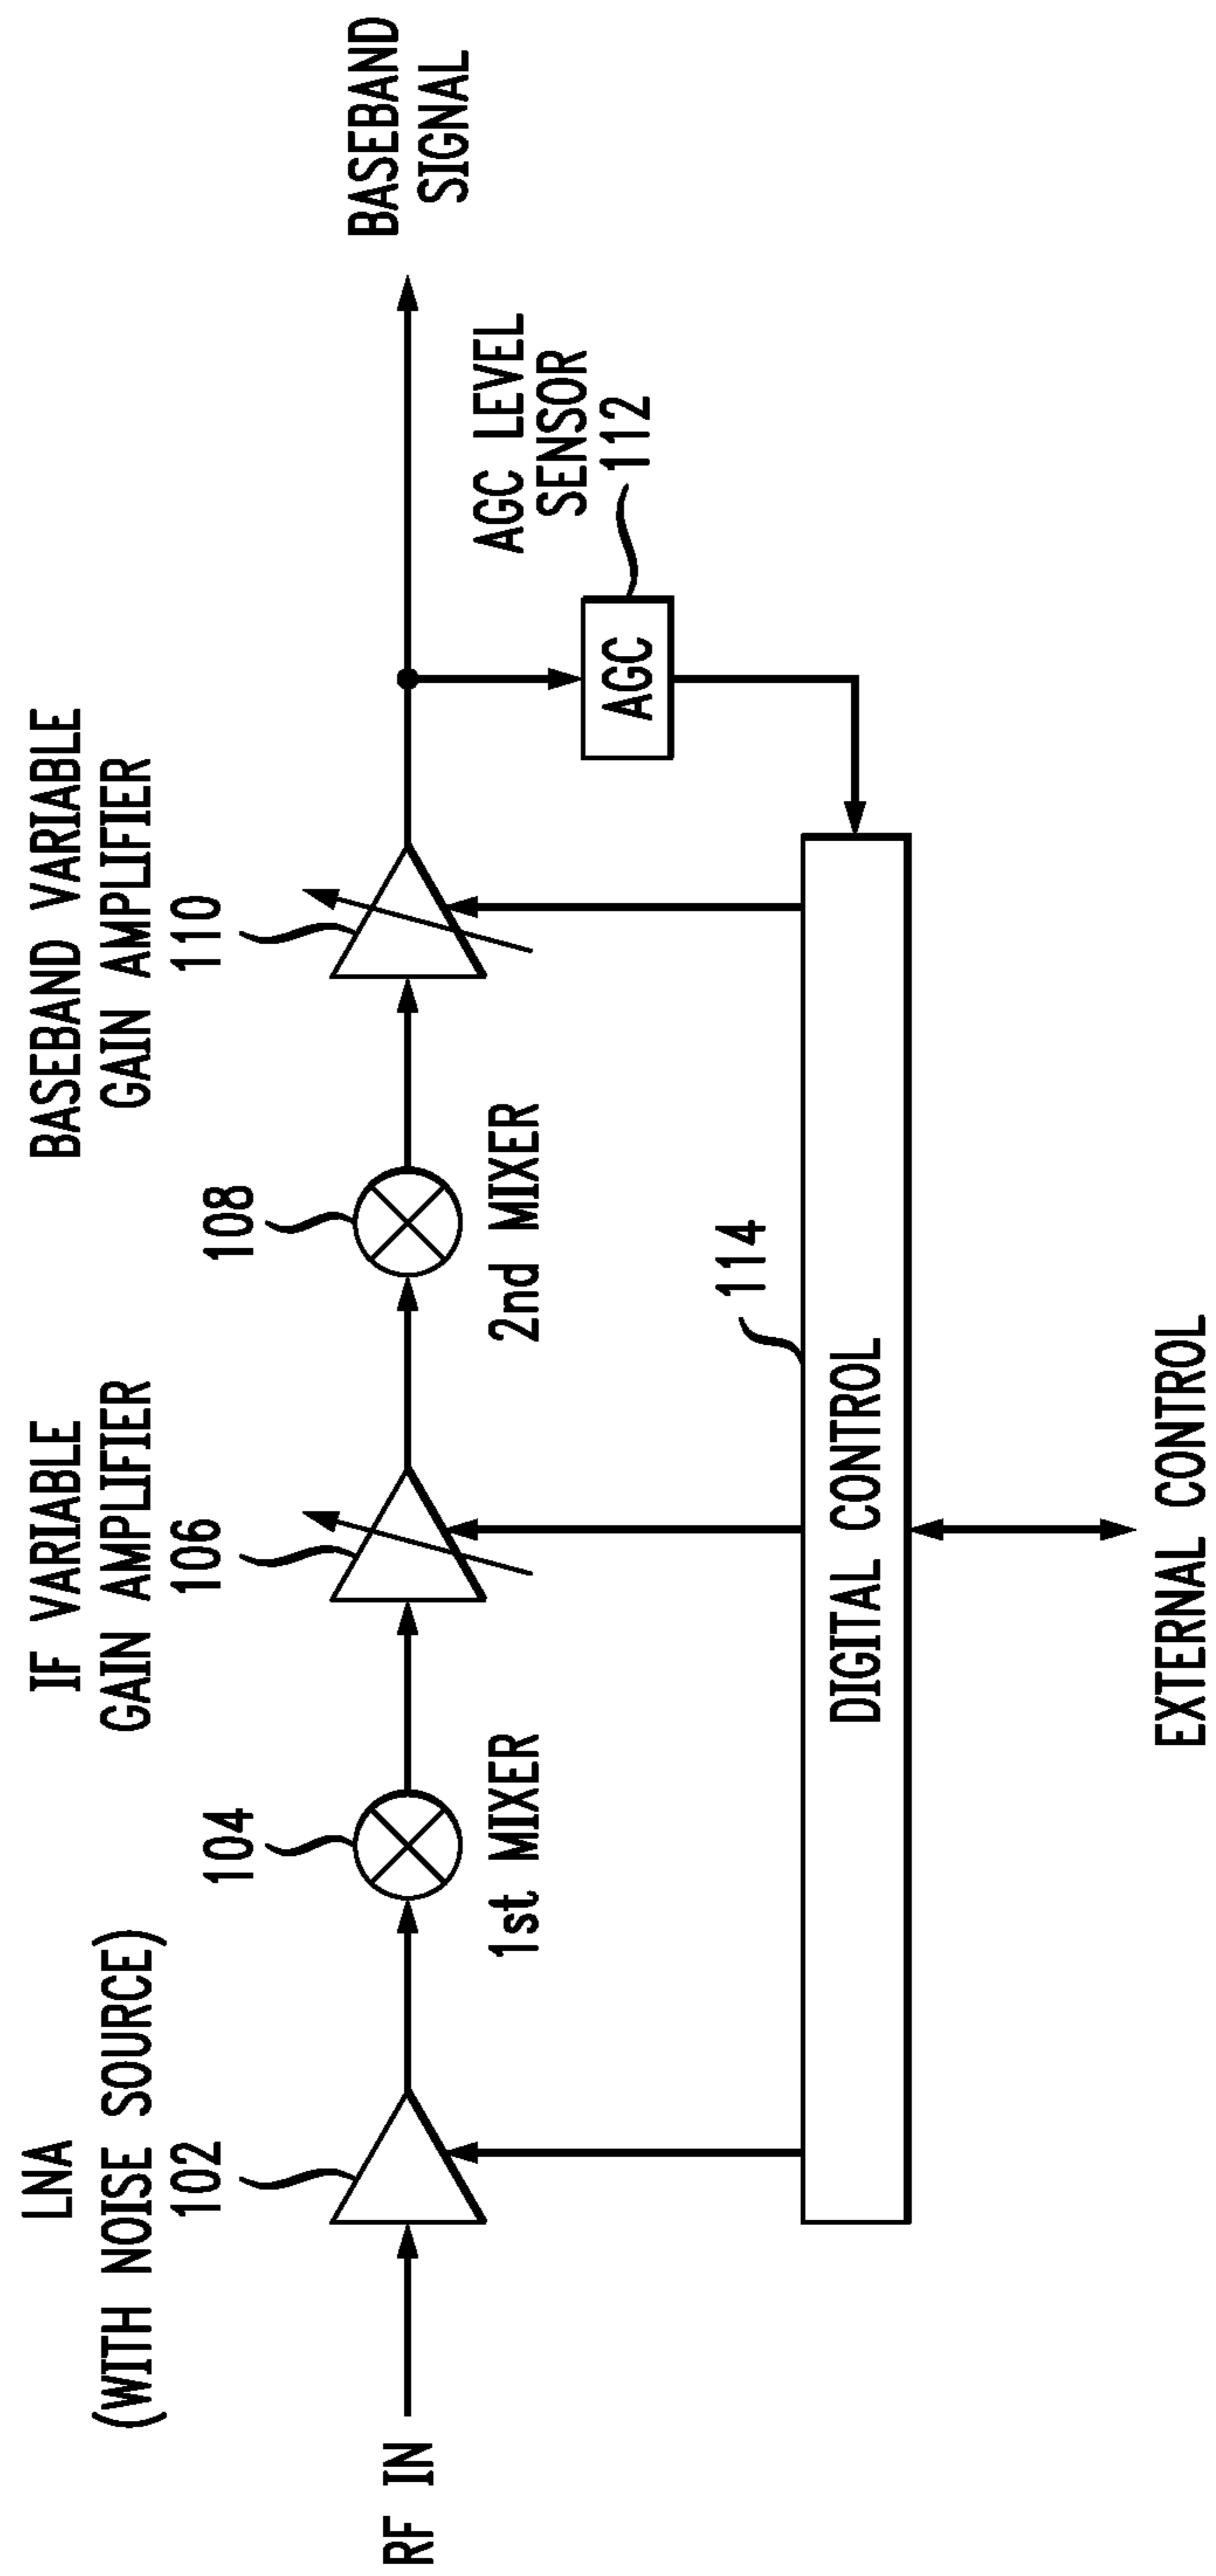 RF IN
LNA
(WITH NOISE SOURCE)
102
104
1st MIXER
IF VARIABLE
GAIN AMPLIFIER
106
108
2nd MIXER
BASEBAND VARIABLE
GAIN AMPLIFIER
110
BASEBAND
SIGNAL
AGC LEVEL
SENSOR
112
AGC
114
DIGITAL CONTROL
EXTERNAL CONTROL